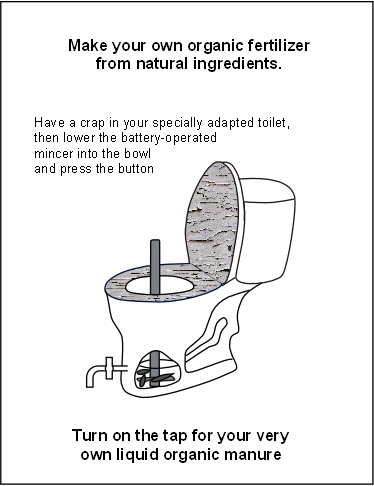 Make your own organic fertilizer
from natural ingredients.
Have a crap in your specially adapted toilet,
then lower the battery-operated
mincer into the bowl
and press the button
Turn on the tap for your very
own liquid organic manure